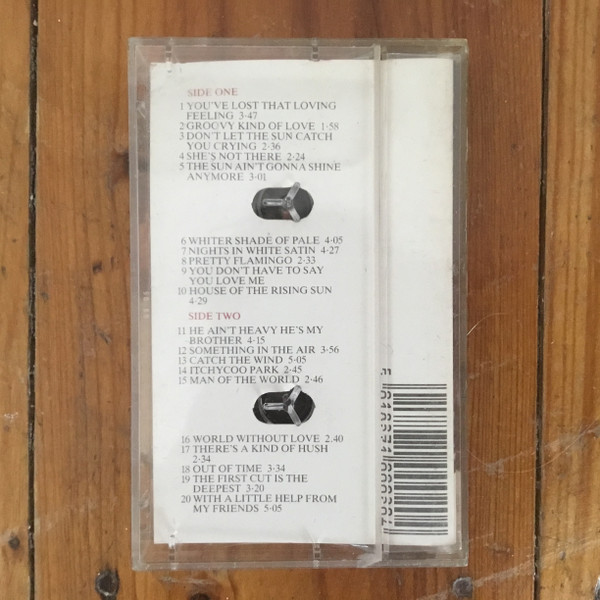 SIDE ONE
1 YOU'VE LOST THAT LOVING
FEELING 3·47
2 GROOVY KIND OF LOVE 1·58
3 DON'T LET THE SUN CATCH
YOU CRYING 2·36
4 SHE'S NOT THERE 2·24
5 THE SUN AIN'T GONNA SHINE
ANYMORE 3·01
6 WHITER SHADE OF PALE 4·05
7 NIGHTS IN WHITE SATIN 4·27
8 PRETTY FLAMINGO 2·33
9 YOU DON'T HAVE TO SAY
YOU LOVE ME
10 HOUSE OF THE RISING SUN
4·29
SIDE TWO
11 HE AIN'T HEAVY HE'S MY
BROTHER 4·15
12 SOMETHING IN THE AIR 3·56
13 CATCH THE WIND 5·05
14 ITCHYCOO PARK 2·45
15 MAN OF THE WORLD 2·46
16 WORLD WITHOUT LOVE 2.40
17 THERE'S A KIND OF HUSH
2·34
18 OUT OF TIME 3·34
19 THE FIRST CUT IS THE
DEEPEST 3·20
20 WITH A LITTLE HELP FROM
MY FRIENDS 5·05